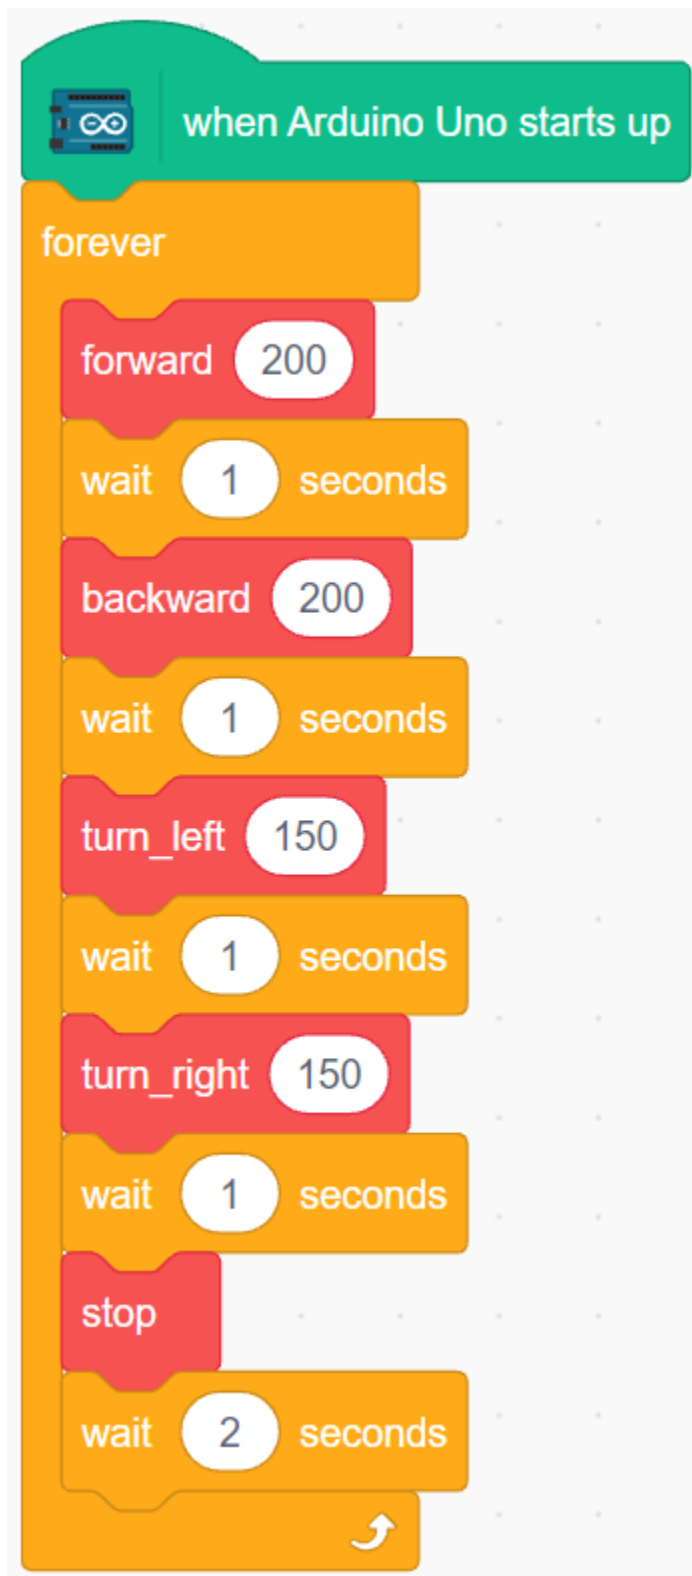 when Arduino Uno starts up
forever
forward 200
wait 1 seconds
backward 200
wait 1 seconds
turn_left 150
wait 1 seconds
turn_right 150
wait 1 seconds
stop
wait 2 seconds